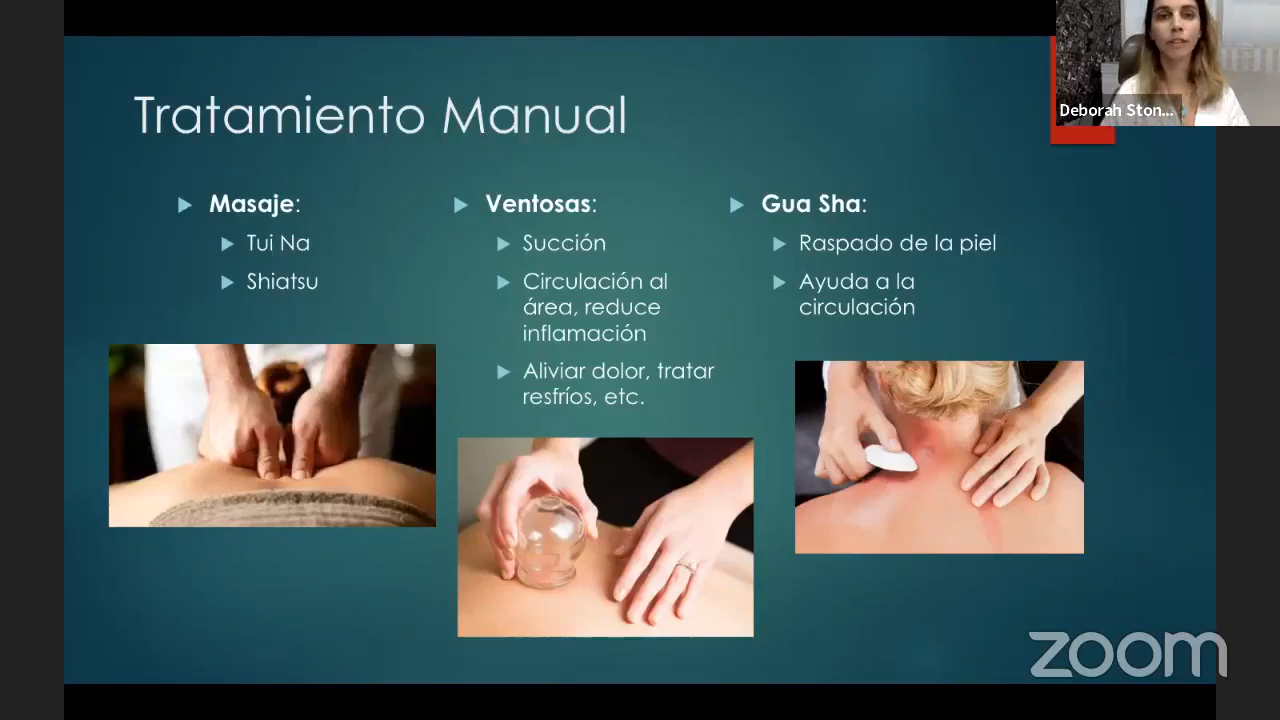 Tratamiento Manual
Masaje:
Tui Na
Shiatsu
Ventosas:
Succión
Circulación al
área, reduce
inflamación
Aliviar dolor, tratar
resfríos, etc.
Gua Sha:
Raspado de la piel
Ayuda a la
circulación
Deborah Ston...
zoom